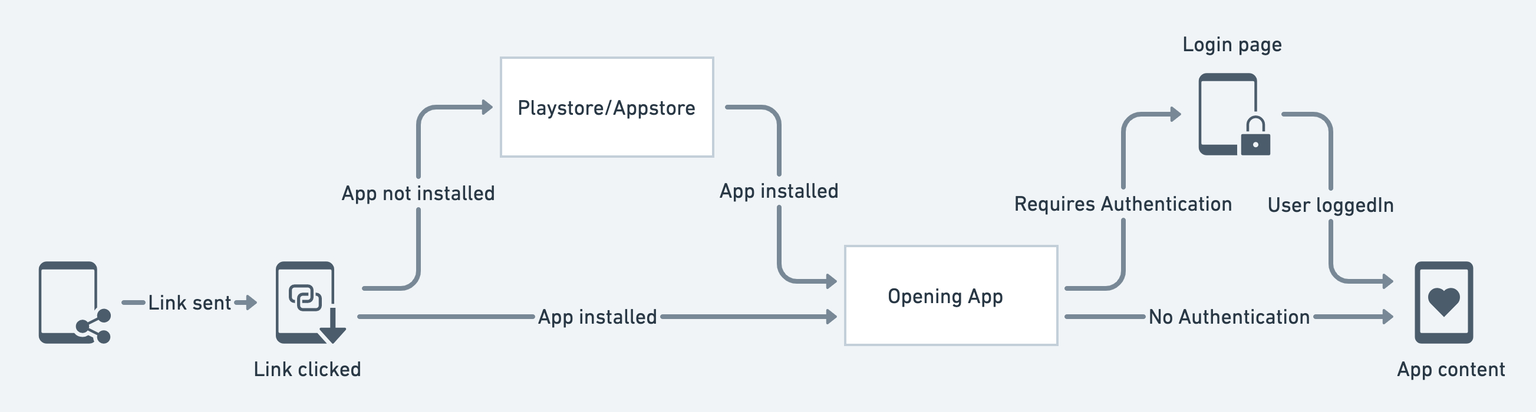 Login page
Playstore/Appstore
App not installed
App installed
Requires Authentication
User loggedIn
Link sent
Link clicked
App installed
Opening App
No Authentication
App content